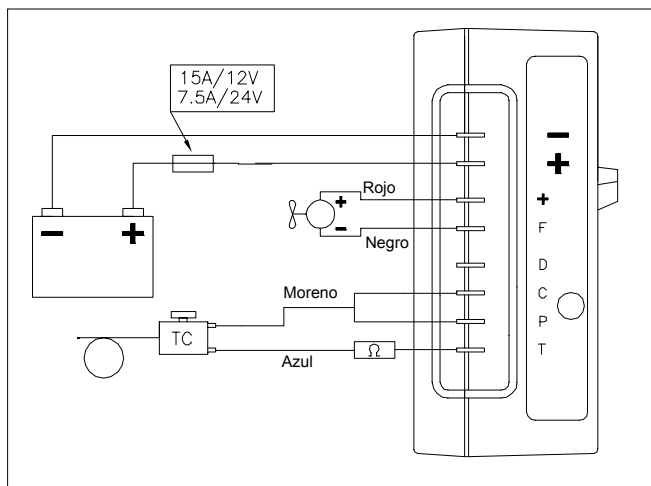 15A/12V
7.5A/24V
−
+
−
+
Rojo
+
−
Negro
+
F
D
Moreno
C
TC
P
Azul
Ω
T